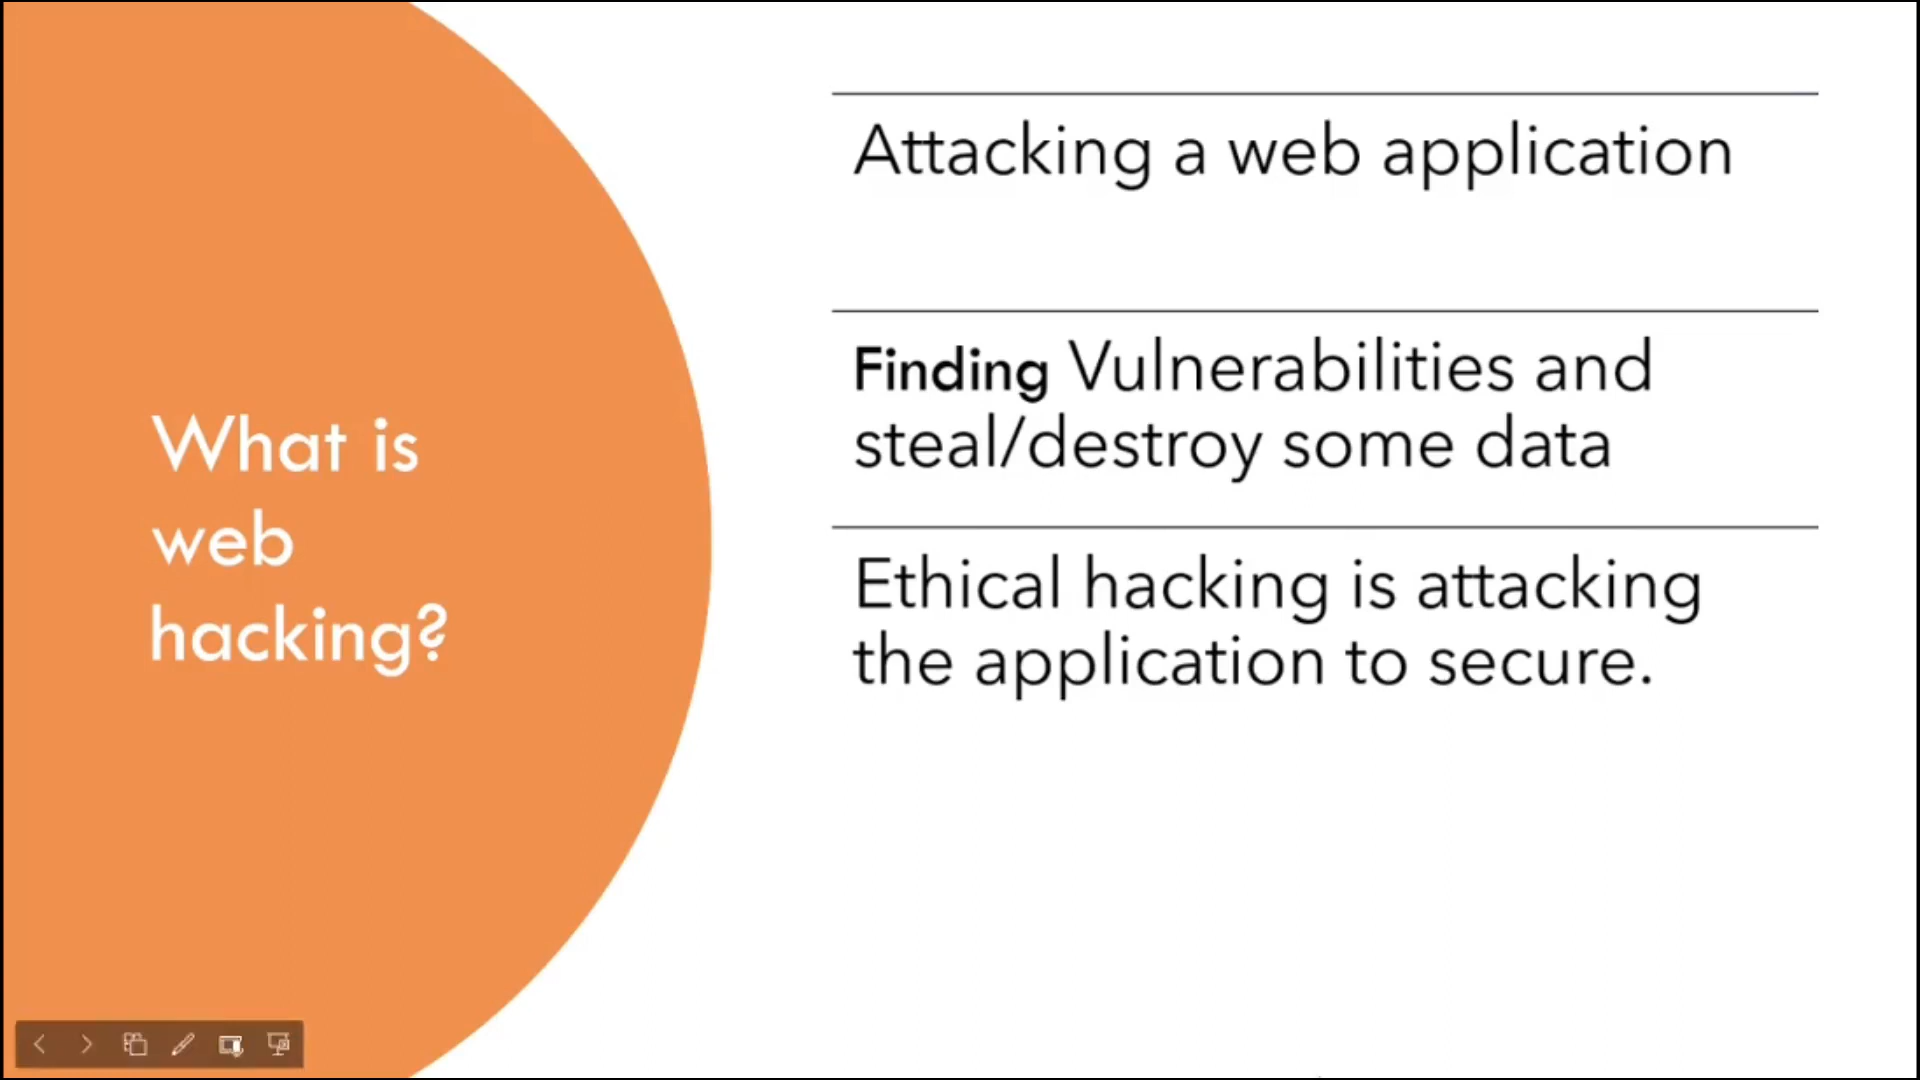 What is
web
hacking?
Attacking a web application
Finding Vulnerabilities and
steal/destroy some data
Ethical hacking is attacking
the application to secure.